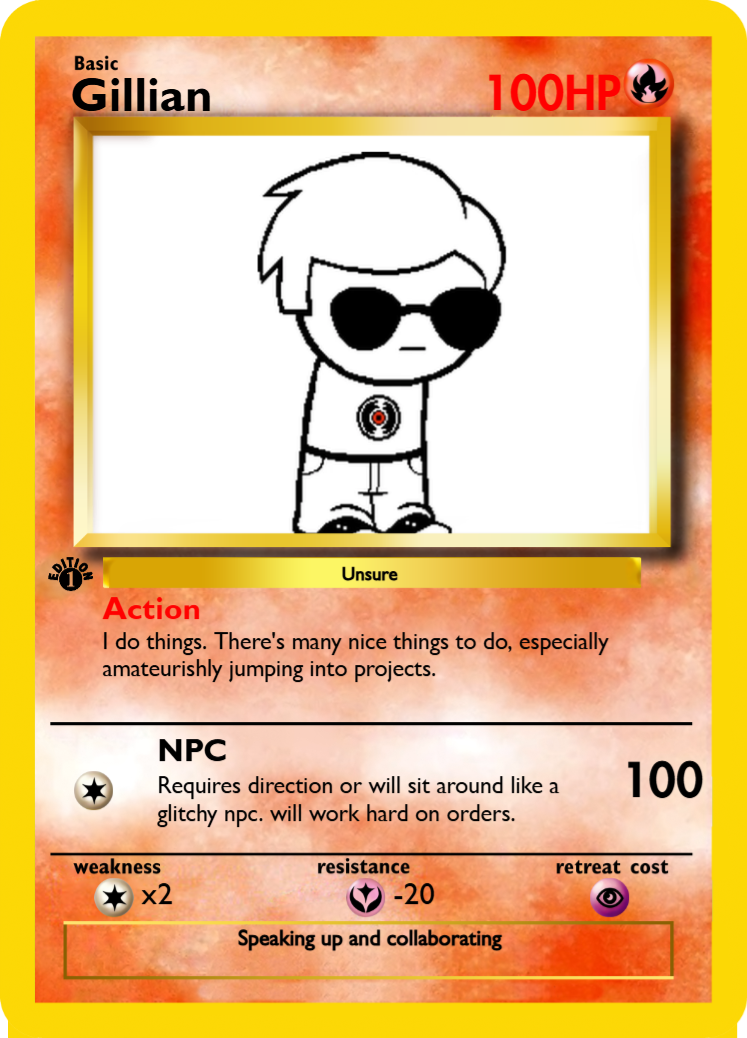 Basic
Gillian
100HP
EDITION
1
Unsure
Action
I do things. There's many nice things to do, especially
amateurishly jumping into projects.
NPC
100
Requires direction or will sit around like a
glitchy npc. will work hard on orders.
weakness resistance retreat cost
x2 -20
Speaking up and collaborating